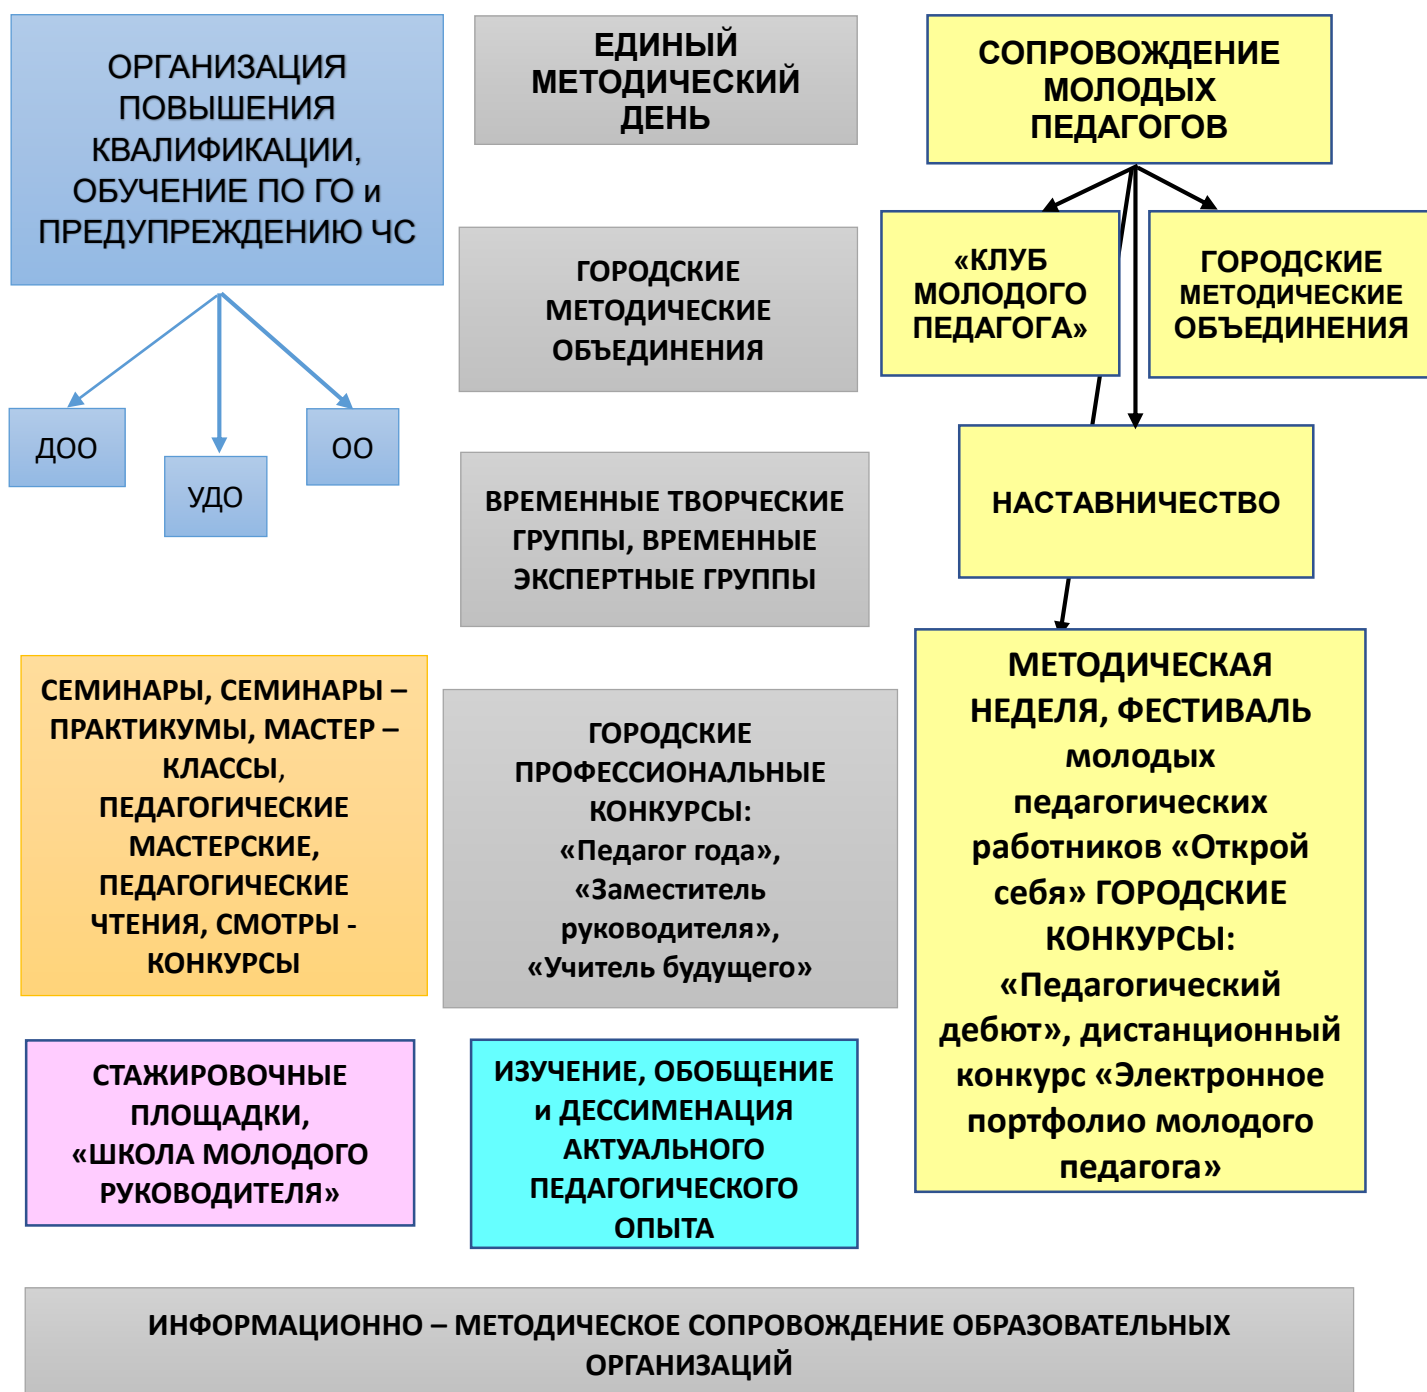 ОРГАНИЗАЦИЯ
ПОВЫШЕНИЯ
КВАЛИФИКАЦИИ,
ОБУЧЕНИЕ ПО ГО и
ПРЕДУПРЕЖДЕНИЮ ЧС
ДОО
УДО
ОО
ЕДИНЫЙ
МЕТОДИЧЕСКИЙ
ДЕНЬ
ГОРОДСКИЕ
МЕТОДИЧЕСКИЕ
ОБЪЕДИНЕНИЯ
ВРЕМЕННЫЕ ТВОРЧЕСКИЕ
ГРУППЫ, ВРЕМЕННЫЕ
ЭКСПЕРТНЫЕ ГРУППЫ
СОПРОВОЖДЕНИЕ
МОЛОДЫХ
ПЕДАГОГОВ
«КЛУБ
МОЛОДОГО
ПЕДАГОГА»
ГОРОДСКИЕ
МЕТОДИЧЕСКИЕ
ОБЪЕДИНЕНИЯ
НАСТАВНИЧЕСТВО
СЕМИНАРЫ, СЕМИНАРЫ –
ПРАКТИКУМЫ, МАСТЕР –
КЛАССЫ,
ПЕДАГОГИЧЕСКИЕ
МАСТЕРСКИЕ,
ПЕДАГОГИЧЕСКИЕ
ЧТЕНИЯ, СМОТРЫ -
КОНКУРСЫ
ГОРОДСКИЕ
ПРОФЕССИОНАЛЬНЫЕ
КОНКУРСЫ:
«Педагог года»,
«Заместитель
руководителя»,
«Учитель будущего»
МЕТОДИЧЕСКАЯ
НЕДЕЛЯ, ФЕСТИВАЛЬ
молодых
педагогических
работников «Открой
себя» ГОРОДСКИЕ
КОНКУРСЫ:
«Педагогический
дебют», дистанционный
конкурс «Электронное
портфолио молодого
педагога»
СТАЖИРОВОЧНЫЕ
ПЛОЩАДКИ,
«ШКОЛА МОЛОДОГО
РУКОВОДИТЕЛЯ»
ИЗУЧЕНИЕ, ОБОБЩЕНИЕ
и ДЕССИМЕНАЦИЯ
АКТУАЛЬНОГО
ПЕДАГОГИЧЕСКОГО
ОПЫТА
ИНФОРМАЦИОННО – МЕТОДИЧЕСКОЕ СОПРОВОЖДЕНИЕ ОБРАЗОВАТЕЛЬНЫХ
ОРГАНИЗАЦИЙ